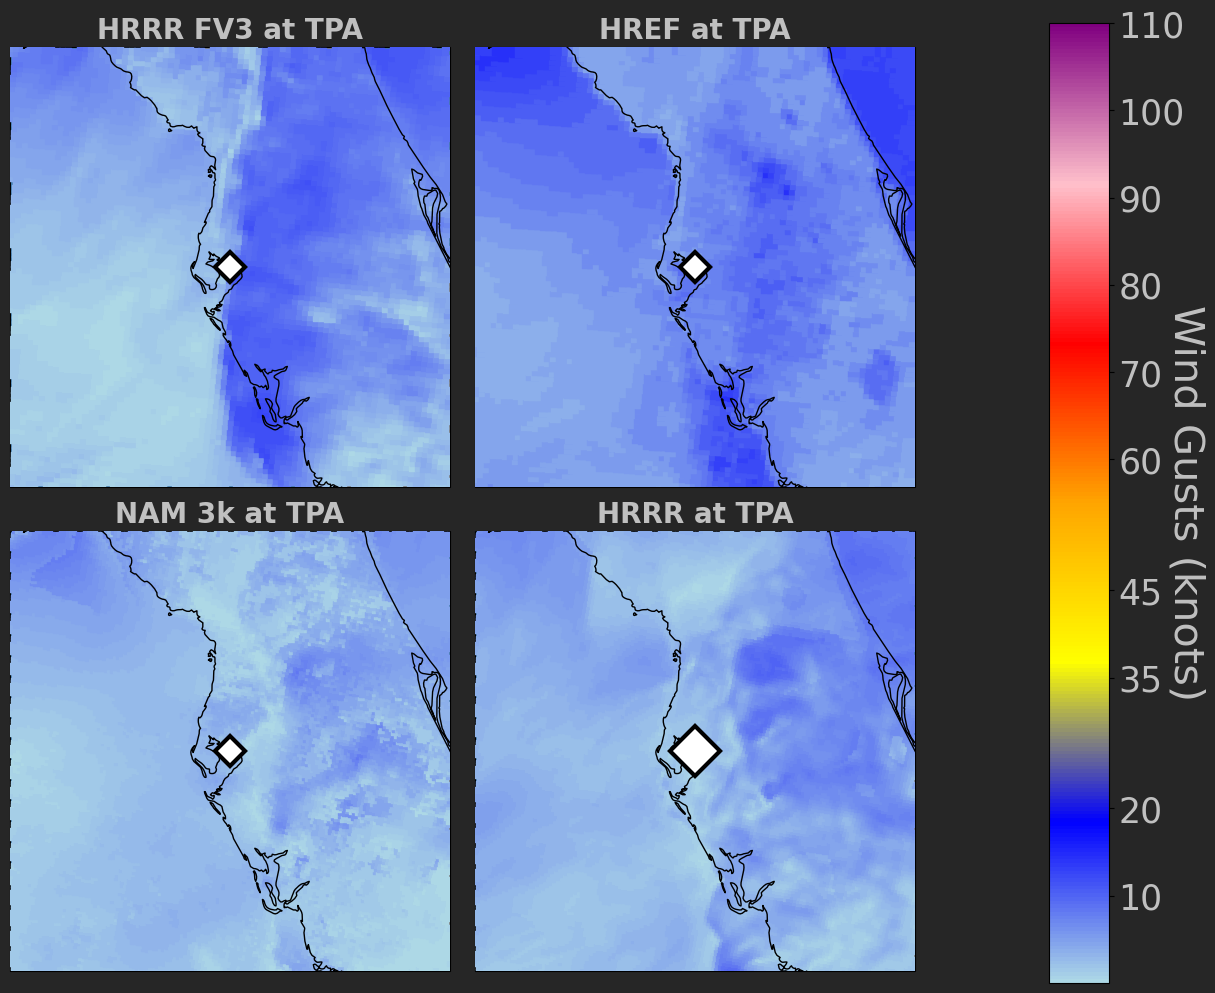 HRRR FV3 at TPA
HREF at TPA
NAM 3k at TPA
HRRR at TPA
110
100
90
80
70
60
45
35
20
10
Wind Gusts (knots)